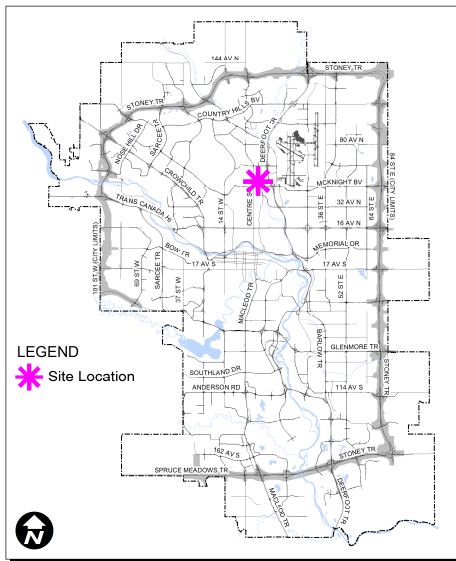 144 AV N
STONEY TR
STONEY TR
COUNTRY HILLS BV
NOSE HILL DR
SARCEE TR
DEERFOOT TR
80 AV N
84 ST E (CITY LIMITS)
CROWCHILD TR
MCKNIGHT BV
14 ST W
CENTRE S
36 ST E
32 AV N
64 ST E
TRANS CANADA HI
16 AV N
101 ST W (CITY LIMITS)
BOW TR
MEMORIAL DR
17 AV S
17 AV S
69 ST W
SARCEE TR
37 ST W
MACLEOD TR
52 ST E
BARLOW TR
LEGEND
Site Location
GLENMORE TR
STONEY TR
SOUTHLAND DR
ANDERSON RD
114 AV S
162 AV S
STONEY TR
SPRUCE MEADOWS TR
MACLEOD TR
DEERFOOT TR
N